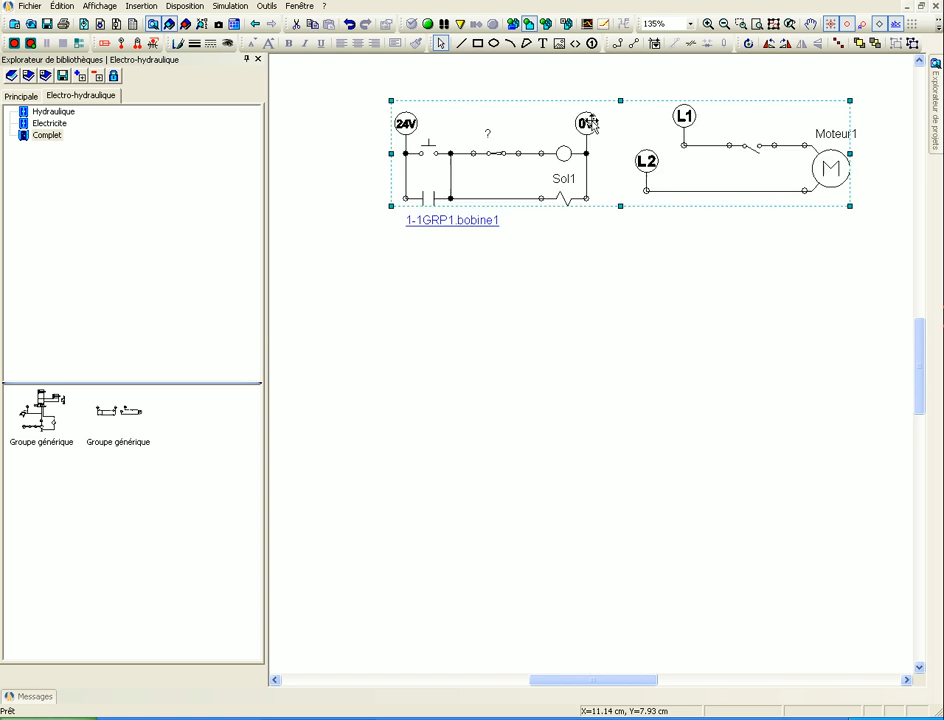 Fichier Édition Affichage Insertion Disposition Simulation Outils Fenêtre ?
135%
Explorateur de bibliothèques | Electro-hydraulique
Principale Electro-hydraulique
Hydraulique
Electricite
Complet
Groupe générique Groupe générique
24V
?
L1
Moteur1
L2
M
Sol1
1-1GRP1.bobine1
Explorateur de projets
Messages
Prêt
X=11.14 cm, Y=7.93 cm